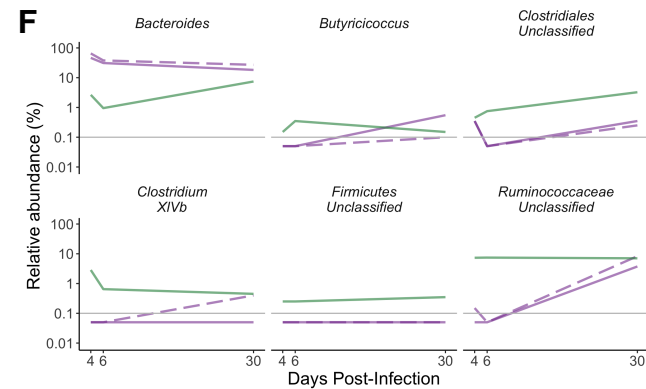 F
Bacteroides
Butyricicoccus
Clostridiales
Unclassified
Relative abundance (%)
100
10
1
0.1
0.01
Clostridium
XIVb
Firmicutes
Unclassified
Ruminococcaceae
Unclassified
100
10
1
0.1
0.01
4 6 30
4 6 30
4 6 30
Days Post-Infection